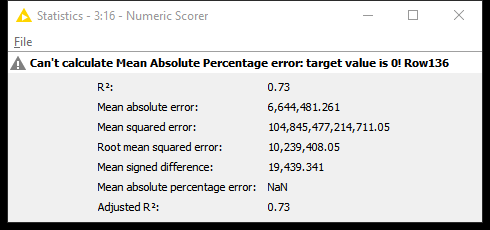 Statistics - 3:16 - Numeric Scorer
File
Can't calculate Mean Absolute Percentage error: target value is 0! Row136
R²: 0.73
Mean absolute error: 6,644,481.261
Mean squared error: 104,845,477,214,711.05
Root mean squared error: 10,239,408.05
Mean signed difference: 19,439.341
Mean absolute percentage error: NaN
Adjusted R²: 0.73